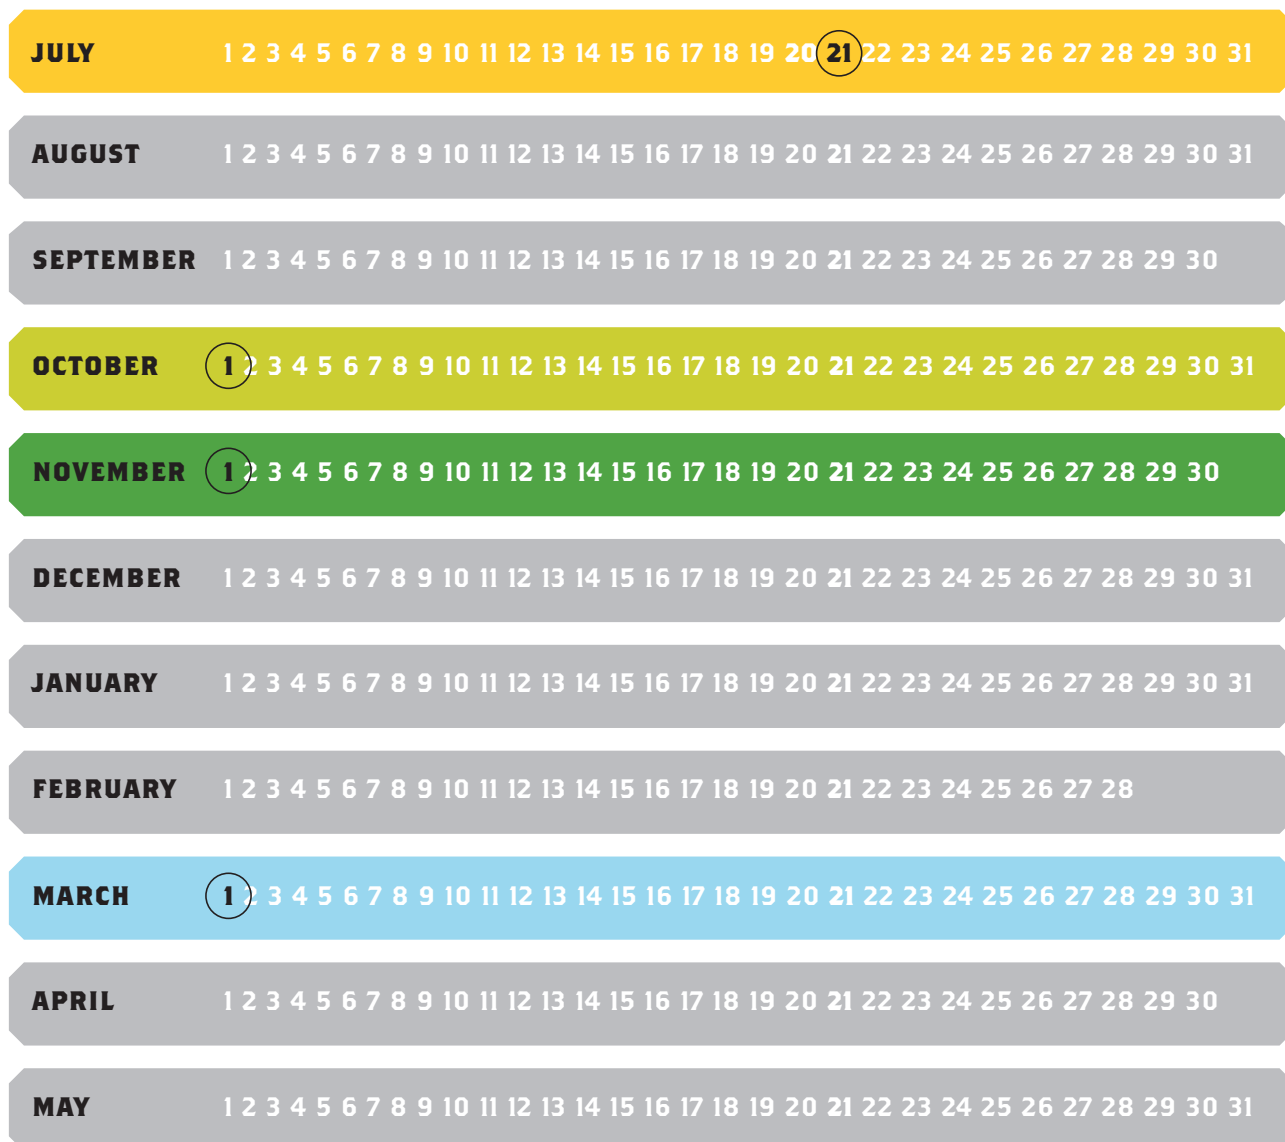 JULY 1 2 3 4 5 6 7 8 9 10 11 12 13 14 15 16 17 18 19 20 21 22 23 24 25 26 27 28 29 30 31
AUGUST 1 2 3 4 5 6 7 8 9 10 11 12 13 14 15 16 17 18 19 20 21 22 23 24 25 26 27 28 29 30 31
SEPTEMBER 1 2 3 4 5 6 7 8 9 10 11 12 13 14 15 16 17 18 19 20 21 22 23 24 25 26 27 28 29 30
OCTOBER 1 2 3 4 5 6 7 8 9 10 11 12 13 14 15 16 17 18 19 20 21 22 23 24 25 26 27 28 29 30 31
NOVEMBER 1 2 3 4 5 6 7 8 9 10 11 12 13 14 15 16 17 18 19 20 21 22 23 24 25 26 27 28 29 30
DECEMBER 1 2 3 4 5 6 7 8 9 10 11 12 13 14 15 16 17 18 19 20 21 22 23 24 25 26 27 28 29 30 31
JANUARY 1 2 3 4 5 6 7 8 9 10 11 12 13 14 15 16 17 18 19 20 21 22 23 24 25 26 27 28 29 30 31
FEBRUARY 1 2 3 4 5 6 7 8 9 10 11 12 13 14 15 16 17 18 19 20 21 22 23 24 25 26 27 28
MARCH 1 2 3 4 5 6 7 8 9 10 11 12 13 14 15 16 17 18 19 20 21 22 23 24 25 26 27 28 29 30 31
APRIL 1 2 3 4 5 6 7 8 9 10 11 12 13 14 15 16 17 18 19 20 21 22 23 24 25 26 27 28 29 30
MAY 1 2 3 4 5 6 7 8 9 10 11 12 13 14 15 16 17 18 19 20 21 22 23 24 25 26 27 28 29 30 31